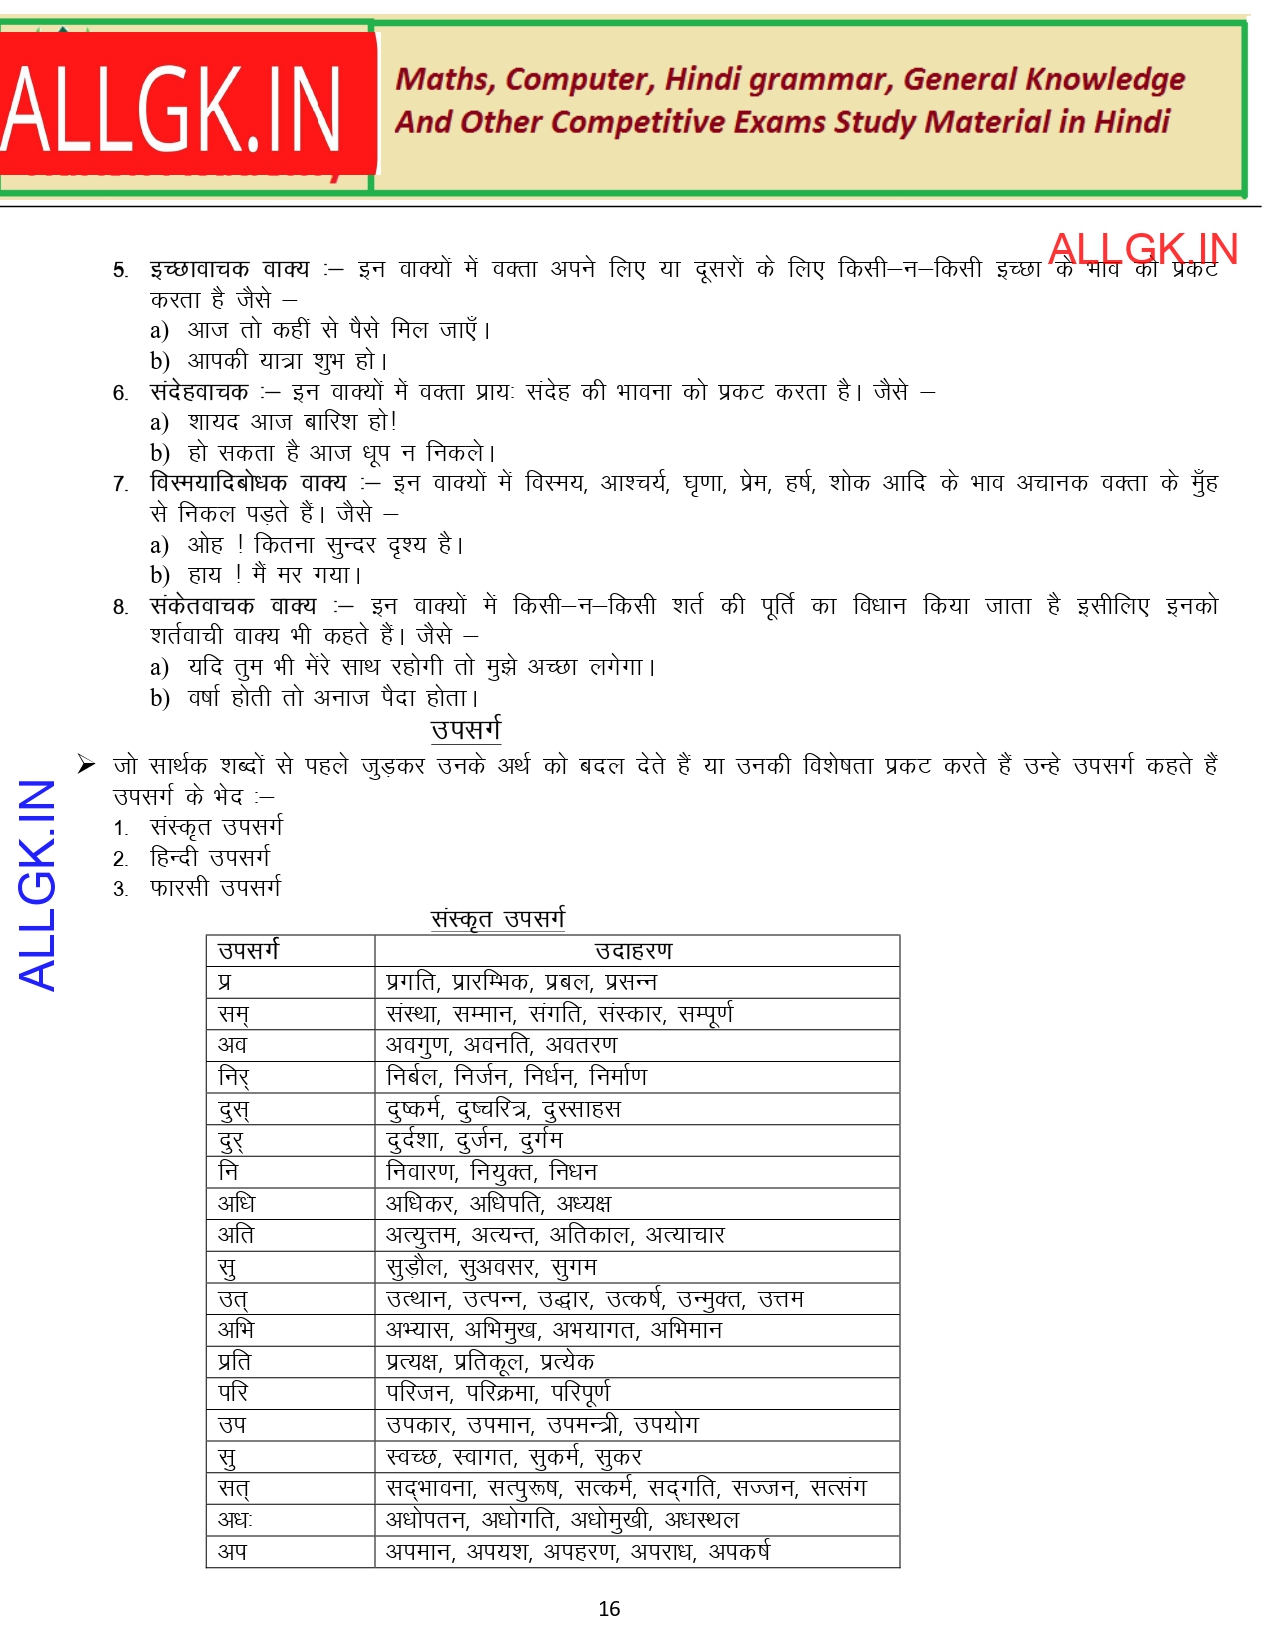 ALLGK.IN
Maths, Computer, Hindi grammar, General Knowledge
And Other Competitive Exams Study Material in Hindi
ALLGK.IN
5. इच्छावाचक वाक्य :– इन वाक्यों में वक्ता अपने लिए या दूसरों के लिए किसी–न–किसी इच्छा के भाव को प्रकट
करता है जैसे –
a) आज तो कहीं से पैसे मिल जाएँ।
b) आपकी यात्रा शुभ हो।
6. संदेहवाचक :– इन वाक्यों में वक्ता प्रायः संदेह की भावना को प्रकट करता है। जैसे –
a) शायद आज बारिश हो!
b) हो सकता है आज धूप न निकले।
7. विस्मयादिबोधक वाक्य :– इन वाक्यों में विस्मय, आश्चर्य, घृणा, प्रेम, हर्ष, शोक आदि के भाव अचानक वक्ता के मुँह
से निकल पड़ते हैं। जैसे –
a) ओह ! कितना सुन्दर दृश्य है।
b) हाय ! मैं मर गया।
8. संकेतवाचक वाक्य :– इन वाक्यों में किसी–न–किसी शर्त की पूर्ति का विधान किया जाता है इसीलिए इनको
शर्तवाची वाक्य भी कहते हैं। जैसे –
a) यदि तुम भी मेंरे साथ रहोगी तो मुझे अच्छा लगेगा।
b) वर्षा होती तो अनाज पैदा होता।
उपसर्ग
➢ जो सार्थक शब्दों से पहले जुड़कर उनके अर्थ को बदल देते हैं या उनकी विशेषता प्रकट करते हैं उन्हे उपसर्ग कहते हैं
उपसर्ग के भेद :–
1. संस्कृत उपसर्ग
2. हिन्दी उपसर्ग
3. फारसी उपसर्ग
ALLGK.IN
संस्कृत उपसर्ग
उपसर्ग उदाहरण
प्र प्रगति, प्रारम्भिक, प्रबल, प्रसन्न
सम् संस्था, सम्मान, संगति, संस्कार, सम्पूर्ण
अव अवगुण, अवनति, अवतरण
निर् निर्बल, निर्जन, निर्धन, निर्माण
दुस् दुष्कर्म, दुष्चरित्र, दुस्साहस
दुर् दुर्दशा, दुर्जन, दुर्गम
नि निवारण, नियुक्त, निधन
अधि अधिकर, अधिपति, अध्यक्ष
अति अत्युत्तम, अत्यन्त, अतिकाल, अत्याचार
सु सुड़ौल, सुअवसर, सुगम
उत् उत्थान, उत्पन्न, उद्धार, उत्कर्ष, उन्मुक्त, उत्तम
अभि अभ्यास, अभिमुख, अभयागत, अभिमान
प्रति प्रत्यक्ष, प्रतिकूल, प्रत्येक
परि परिजन, परिक्रमा, परिपूर्ण
उप उपकार, उपमान, उपमन्त्री, उपयोग
सु स्वच्छ, स्वागत, सुकर्म, सुकर
सत् सद्भावना, सत्पुरूष, सत्कर्म, सद्गति, सज्जन, सत्संग
अधः अधोपतन, अधोगति, अधोमुखी, अधस्थल
अप अपमान, अपयश, अपहरण, अपराध, अपकर्ष
16